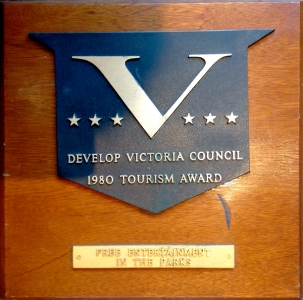 V
DEVELOP VICTORIA COUNCIL
1980 TOURISM AWARD
FREE ENTERTAINMENT
IN THE PARKS